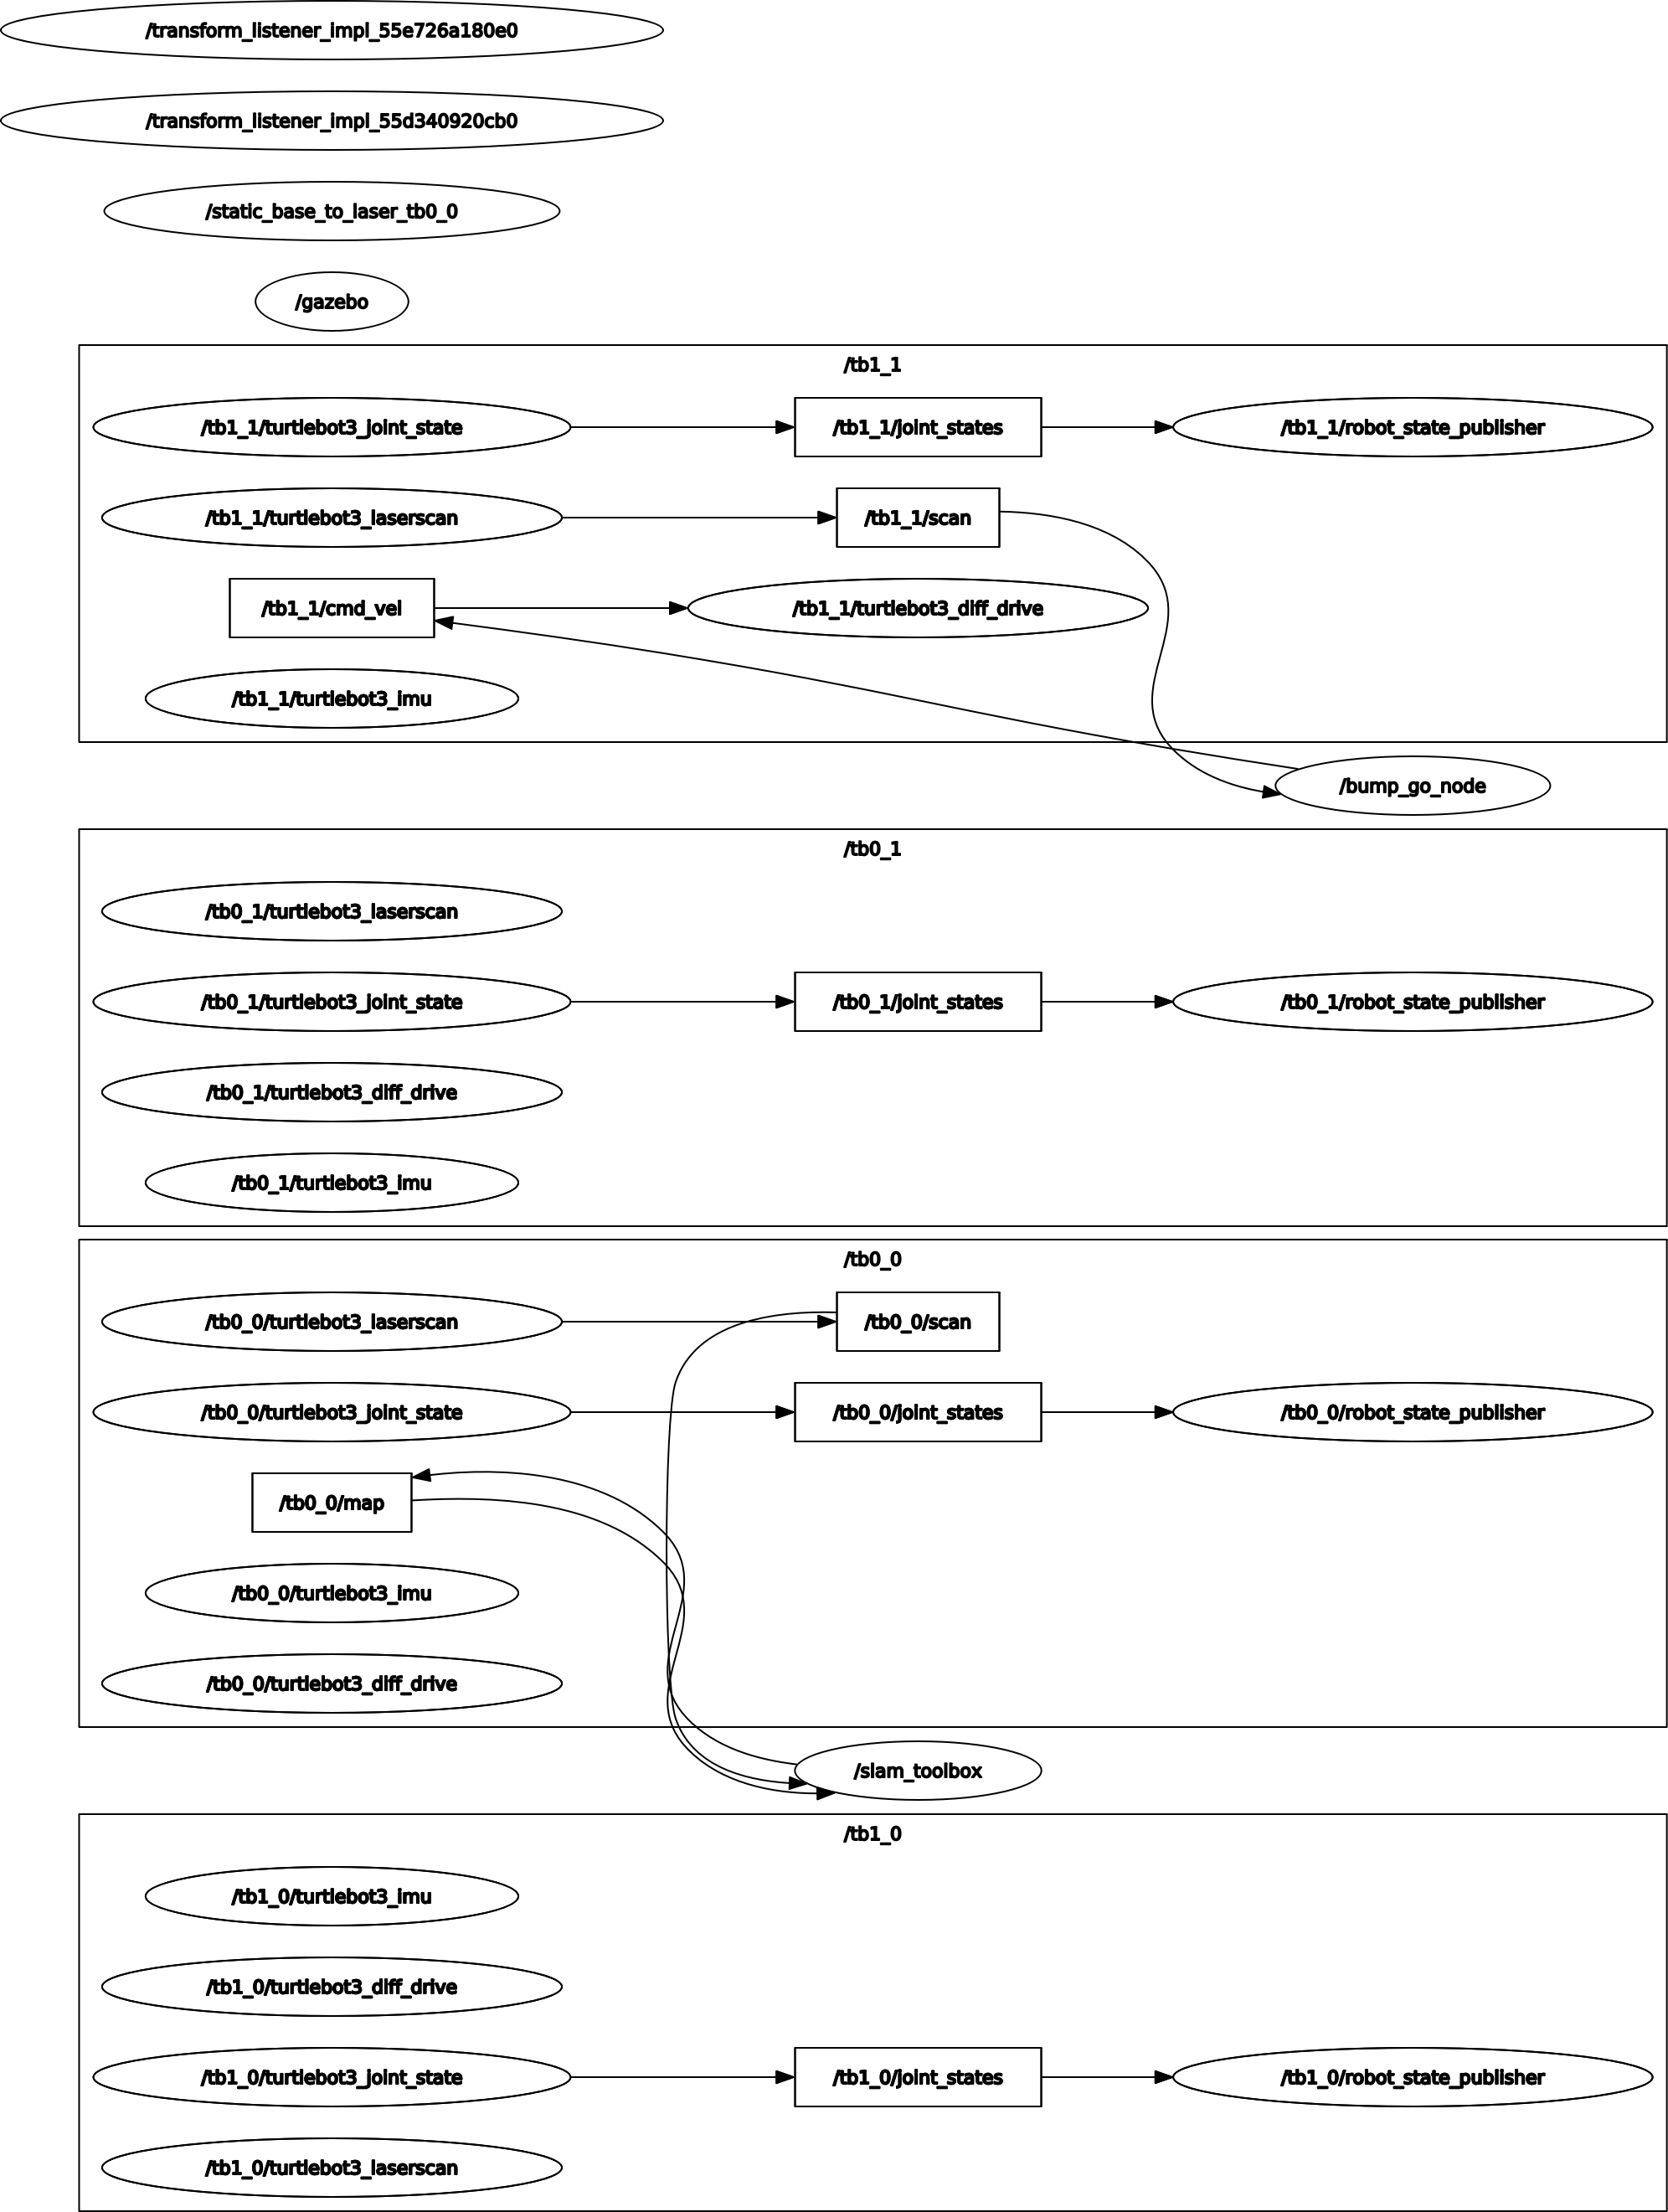 /transform_listener_impl_55e726a180e0
/transform_listener_impl_55d340920cb0
/static_base_to_laser_tb0_0
/gazebo
/tb1_1
/tb1_1/turtlebot3_joint_state
/tb1_1/joint_states
/tb1_1/robot_state_publisher
/tb1_1/turtlebot3_laserscan
/tb1_1/scan
/tb1_1/cmd_vel
/tb1_1/turtlebot3_diff_drive
/tb1_1/turtlebot3_imu
/bump_go_node
/tb0_1
/tb0_1/turtlebot3_laserscan
/tb0_1/turtlebot3_joint_state
/tb0_1/joint_states
/tb0_1/robot_state_publisher
/tb0_1/turtlebot3_diff_drive
/tb0_1/turtlebot3_imu
/tb0_0
/tb0_0/turtlebot3_laserscan
/tb0_0/scan
/tb0_0/turtlebot3_joint_state
/tb0_0/joint_states
/tb0_0/robot_state_publisher
/tb0_0/map
/tb0_0/turtlebot3_imu
/tb0_0/turtlebot3_diff_drive
/slam_toolbox
/tb1_0
/tb1_0/turtlebot3_imu
/tb1_0/turtlebot3_diff_drive
/tb1_0/turtlebot3_joint_state
/tb1_0/joint_states
/tb1_0/robot_state_publisher
/tb1_0/turtlebot3_laserscan